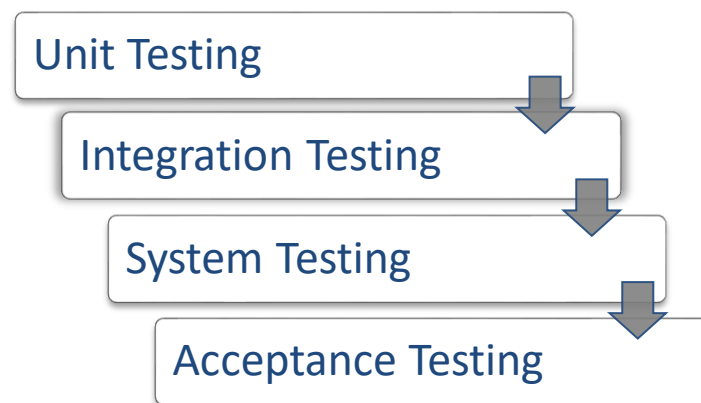 Unit Testing
Integration Testing
System Testing
Acceptance Testing